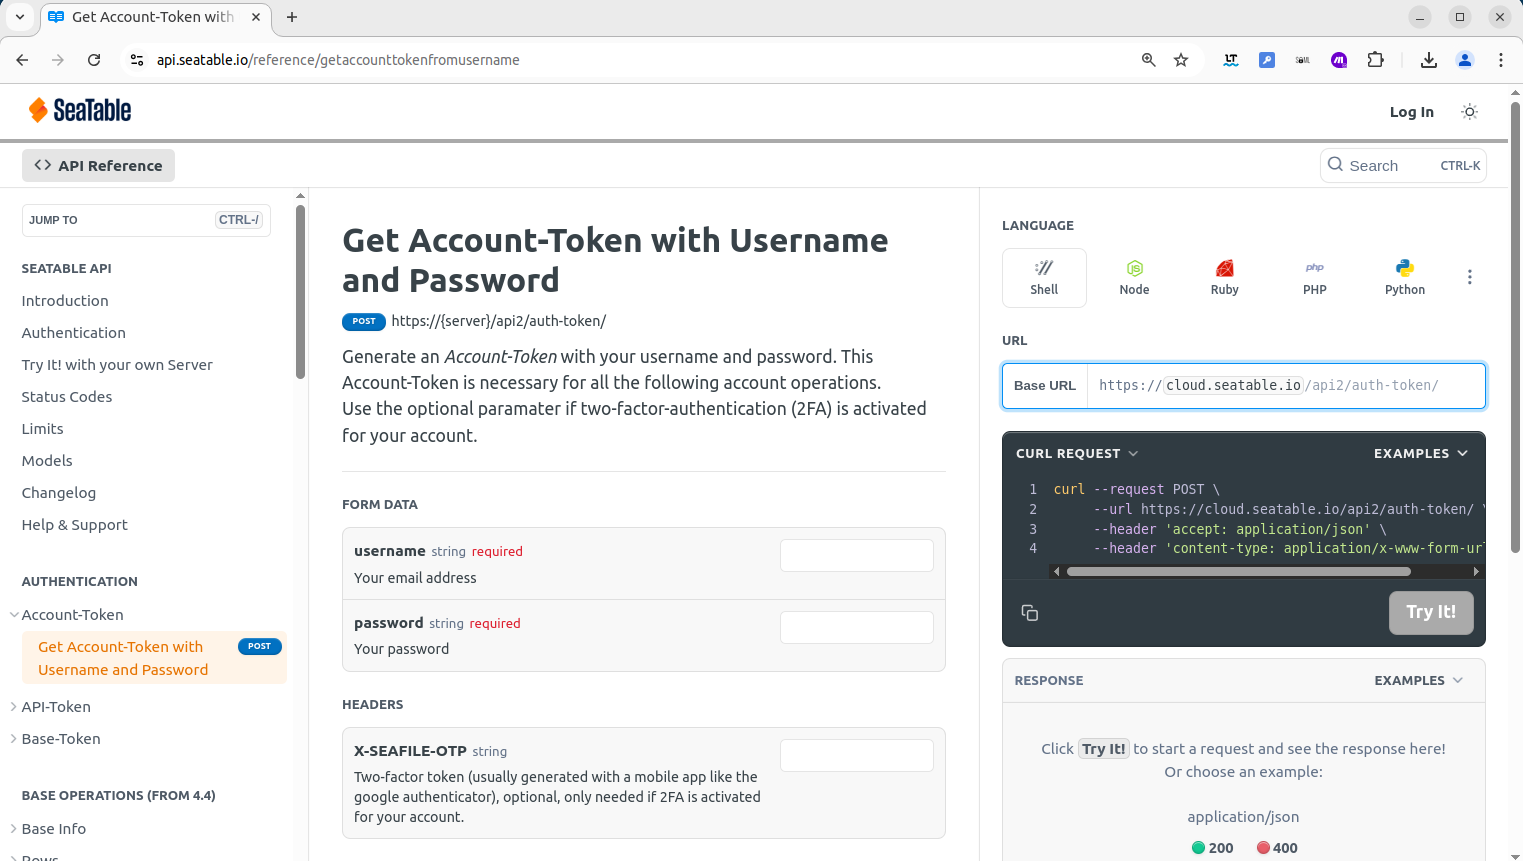 Get Account-Token with
api.seatable.io/reference/getaccounttokenfromusername
LT
SeaTable
Log In
API Reference
Search
CTRL-K
JUMP TO
CTRL-/
SEATABLE API
Introduction
Authentication
Try It! with your own Server
Status Codes
Limits
Models
Changelog
Help & Support
AUTHENTICATION
Account-Token
Get Account-Token with
POST
Username and Password
API-Token
Base-Token
BASE OPERATIONS (FROM 4.4)
Base Info
Rows
Get Account-Token with Username
and Password
POST https://{server}/api2/auth-token/
Generate an Account-Token with your username and password. This
Account-Token is necessary for all the following account operations.
Use the optional paramater if two-factor-authentication (2FA) is activated
for your account.
FORM DATA
username string required
Your email address
password string required
Your password
HEADERS
X-SEAFILE-OTP string
Two-factor token (usually generated with a mobile app like the
google authenticator), optional, only needed if 2FA is activated
for your account.
LANGUAGE
Shell
Node
Ruby
php
PHP
Python
URL
Base URL
https://cloud.seatable.io/api2/auth-token/
CURL REQUEST
EXAMPLES
1 curl --request POST \
2 --url https://cloud.seatable.io/api2/auth-token/ \
3 --header 'accept: application/json' \
4 --header 'content-type: application/x-www-form-url
Try It!
RESPONSE
EXAMPLES
Click Try It! to start a request and see the response here!
Or choose an example:
application/json
200
400